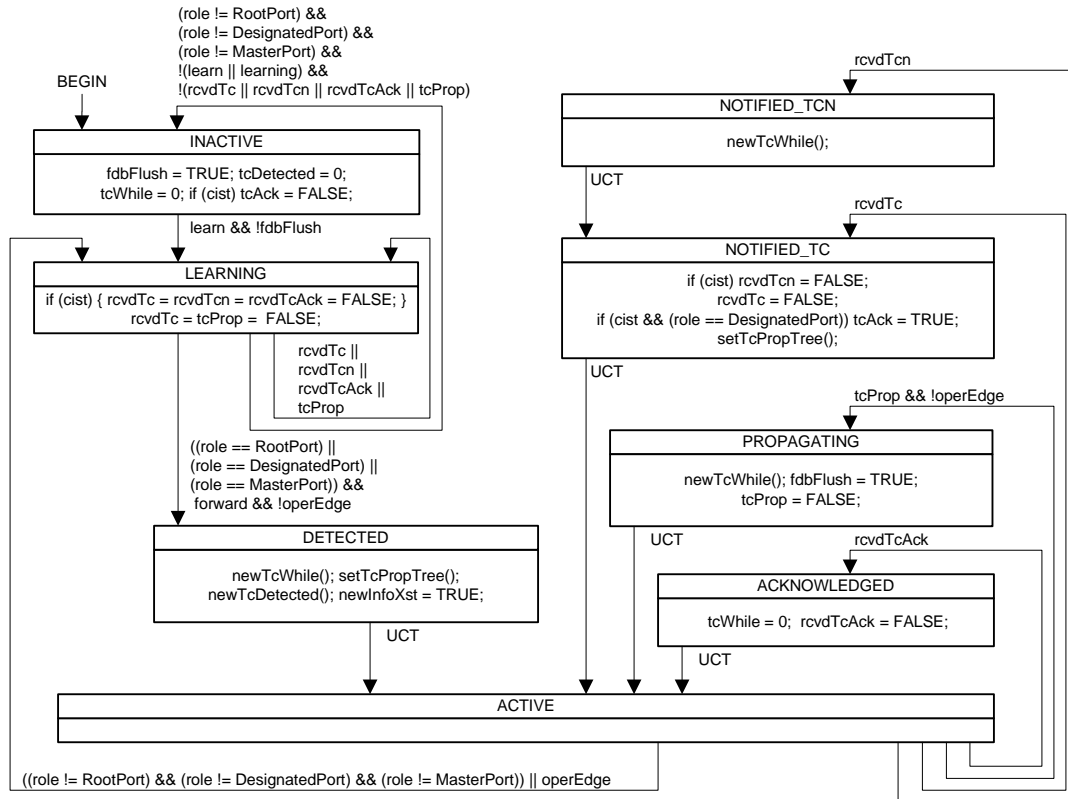 (role != RootPort) &&
(role != DesignatedPort) &&
(role != MasterPort) &&
!(learn || learning) &&
!(rcvdTc || rcvdTcn || rcvdTcAck || tcProp)
BEGIN
INACTIVE
fdbFlush = TRUE; tcDetected = 0;
tcWhile = 0; if (cist) tcAck = FALSE;
learn && !fdbFlush
LEARNING
if (cist) { rcvdTc = rcvdTcn = rcvdTcAck = FALSE; }
rcvdTc = tcProp = FALSE;
rcvdTc ||
rcvdTcn ||
rcvdTcAck ||
tcProp
((role == RootPort) ||
(role == DesignatedPort) ||
(role == MasterPort)) &&
forward && !operEdge
DETECTED
newTcWhile(); setTcPropTree();
newTcDetected(); newInfoXst = TRUE;
UCT
rcvdTcn
NOTIFIED_TCN
newTcWhile();
UCT
rcvdTc
NOTIFIED_TC
if (cist) rcvdTcn = FALSE;
rcvdTc = FALSE;
if (cist && (role == DesignatedPort)) tcAck = TRUE;
setTcPropTree();
UCT
tcProp && !operEdge
PROPAGATING
newTcWhile(); fdbFlush = TRUE;
tcProp = FALSE;
UCT
rcvdTcAck
ACKNOWLEDGED
tcWhile = 0; rcvdTcAck = FALSE;
UCT
ACTIVE
((role != RootPort) && (role != DesignatedPort) && (role != MasterPort)) || operEdge